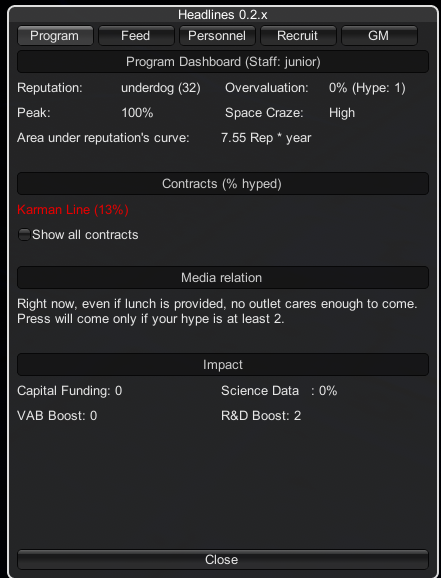 Headlines 0.2.x
Program Feed Personnel Recruit GM
Program Dashboard (Staff: junior)
Reputation: underdog (32) Overvaluation: 0% (Hype: 1)
Peak: 100% Space Craze: High
Area under reputation's curve: 7.55 Rep * year
Contracts (% hyped)
Karman Line (13%)
Show all contracts
Media relation
Right now, even if lunch is provided, no outlet cares enough to come.
Press will come only if your hype is at least 2.
Impact
Capital Funding: 0 Science Data : 0%
VAB Boost: 0 R&D Boost: 2
Close